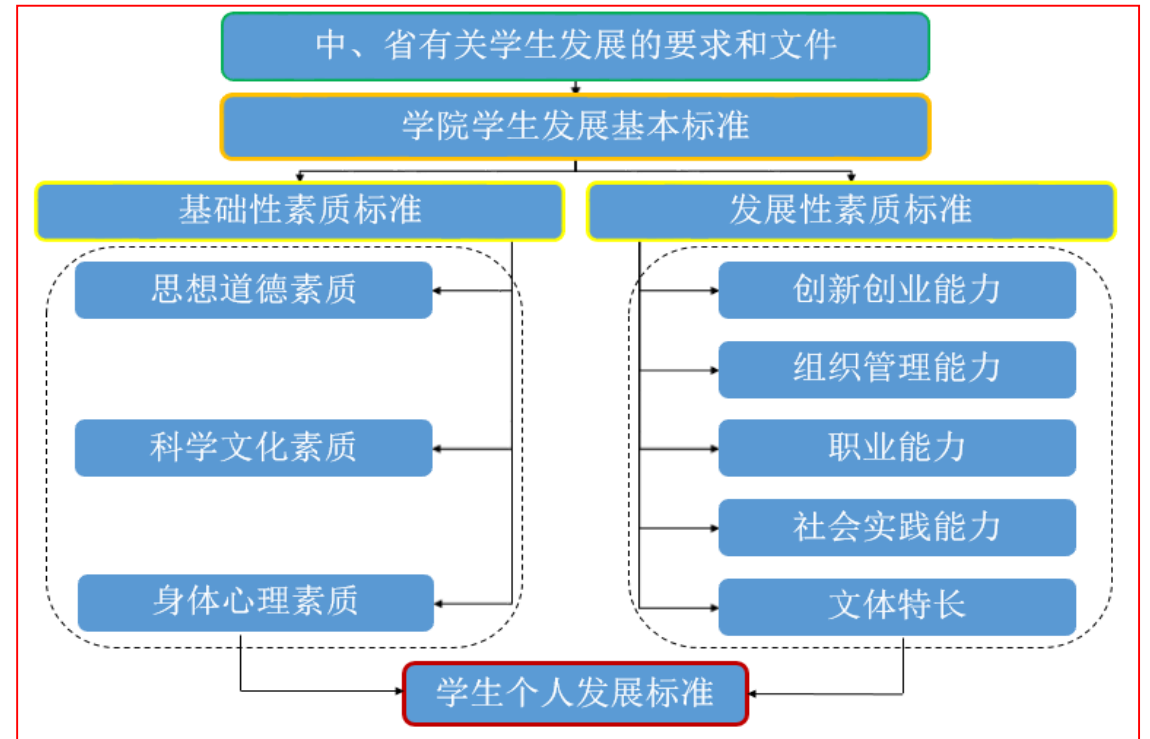 中、省有关学生发展的要求和文件
学院学生发展基本标准
基础性素质标准
发展性素质标准
思想道德素质
科学文化素质
身体心理素质
创新创业能力
组织管理能力
职业能力
社会实践能力
文体特长
学生个人发展标准